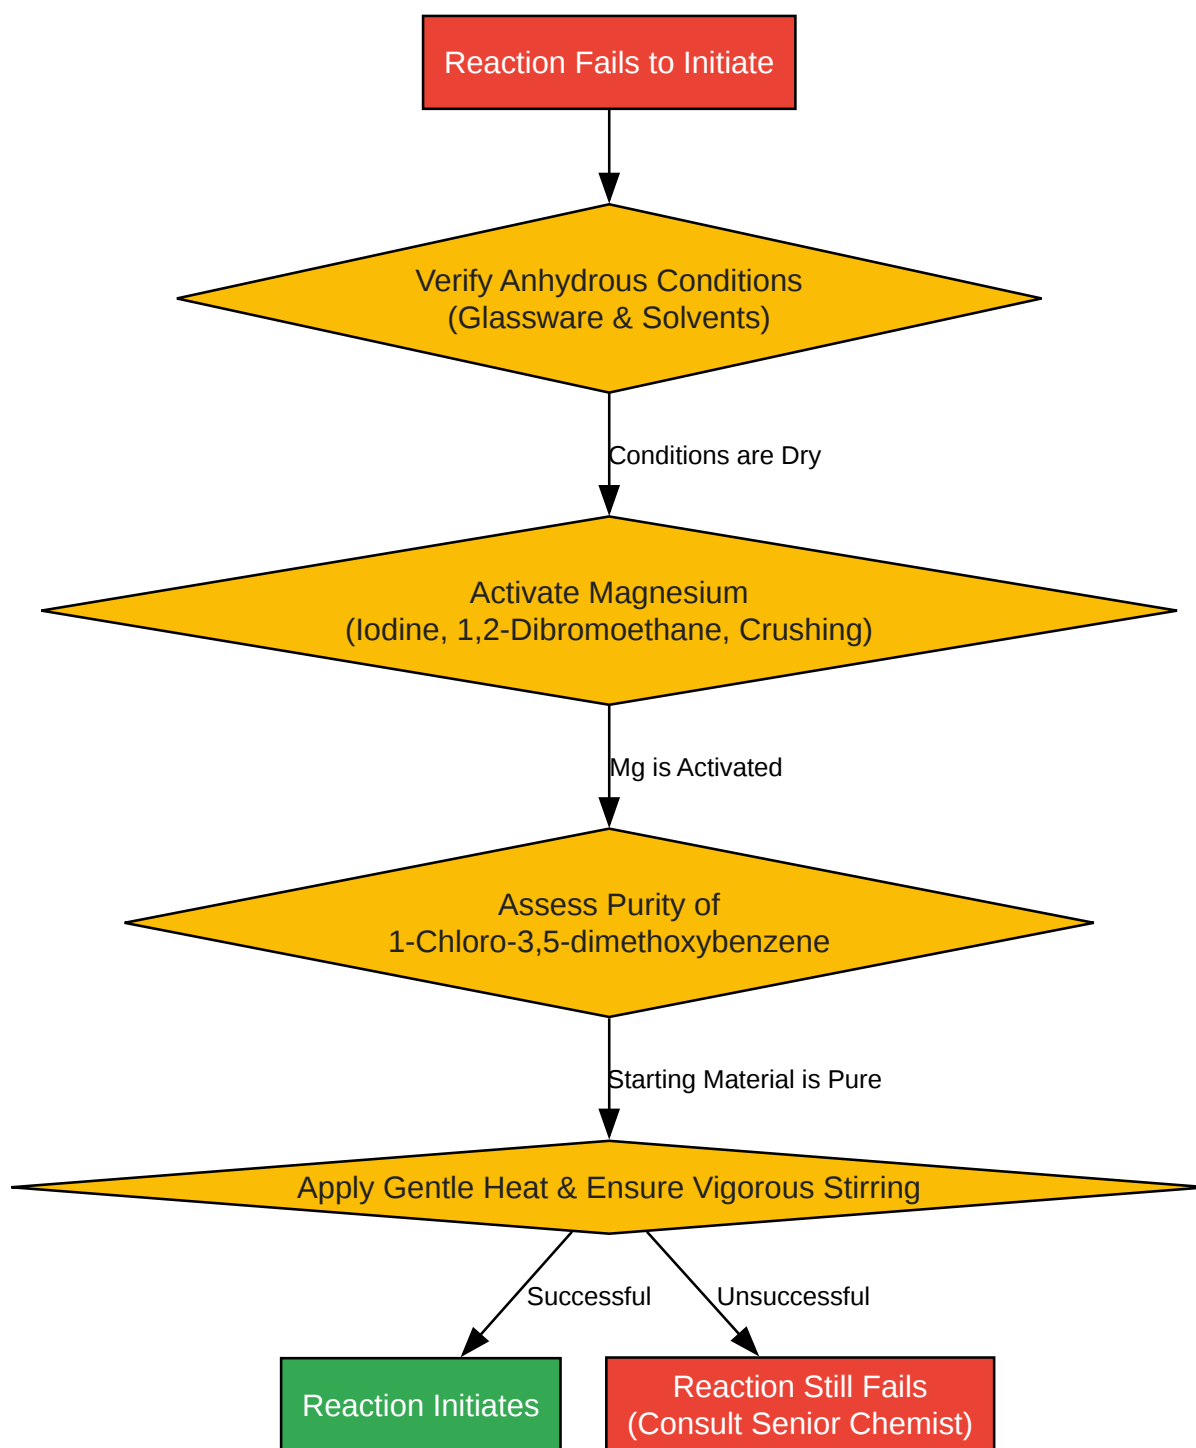 Reaction Fails to Initiate
Verify Anhydrous Conditions
(Glassware & Solvents)
Conditions are Dry
Activate Magnesium
(Iodine, 1,2-Dibromoethane, Crushing)
Mg is Activated
Assess Purity of
1-Chloro-3,5-dimethoxybenzene
Starting Material is Pure
Apply Gentle Heat & Ensure Vigorous Stirring
Successful
Unsuccessful
Reaction Initiates
Reaction Still Fails
(Consult Senior Chemist)